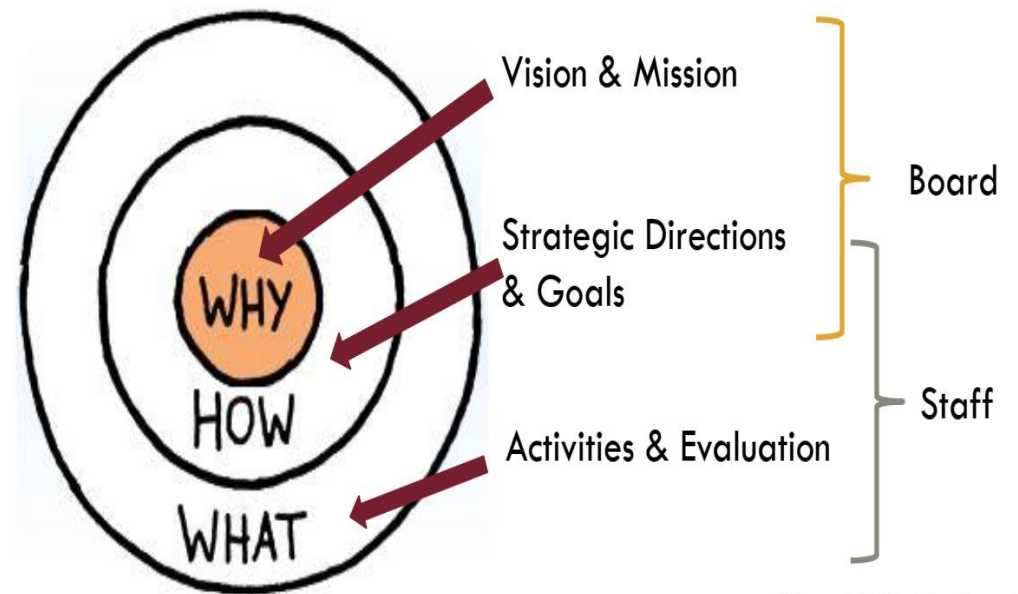 WHY
HOW
WHAT
Vision & Mission
Strategic Directions
& Goals
Activities & Evaluation
Board
Staff